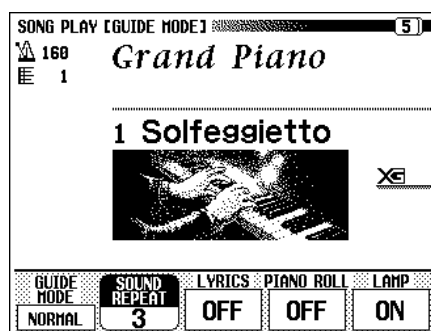 SONG PLAY [GUIDE MODE] 5
160
1
Grand Piano
1 Solfeggietto
XG
GUIDE MODE NORMAL
SOUND REPEAT 3
LYRICS OFF
PIANO ROLL OFF
LAMP ON